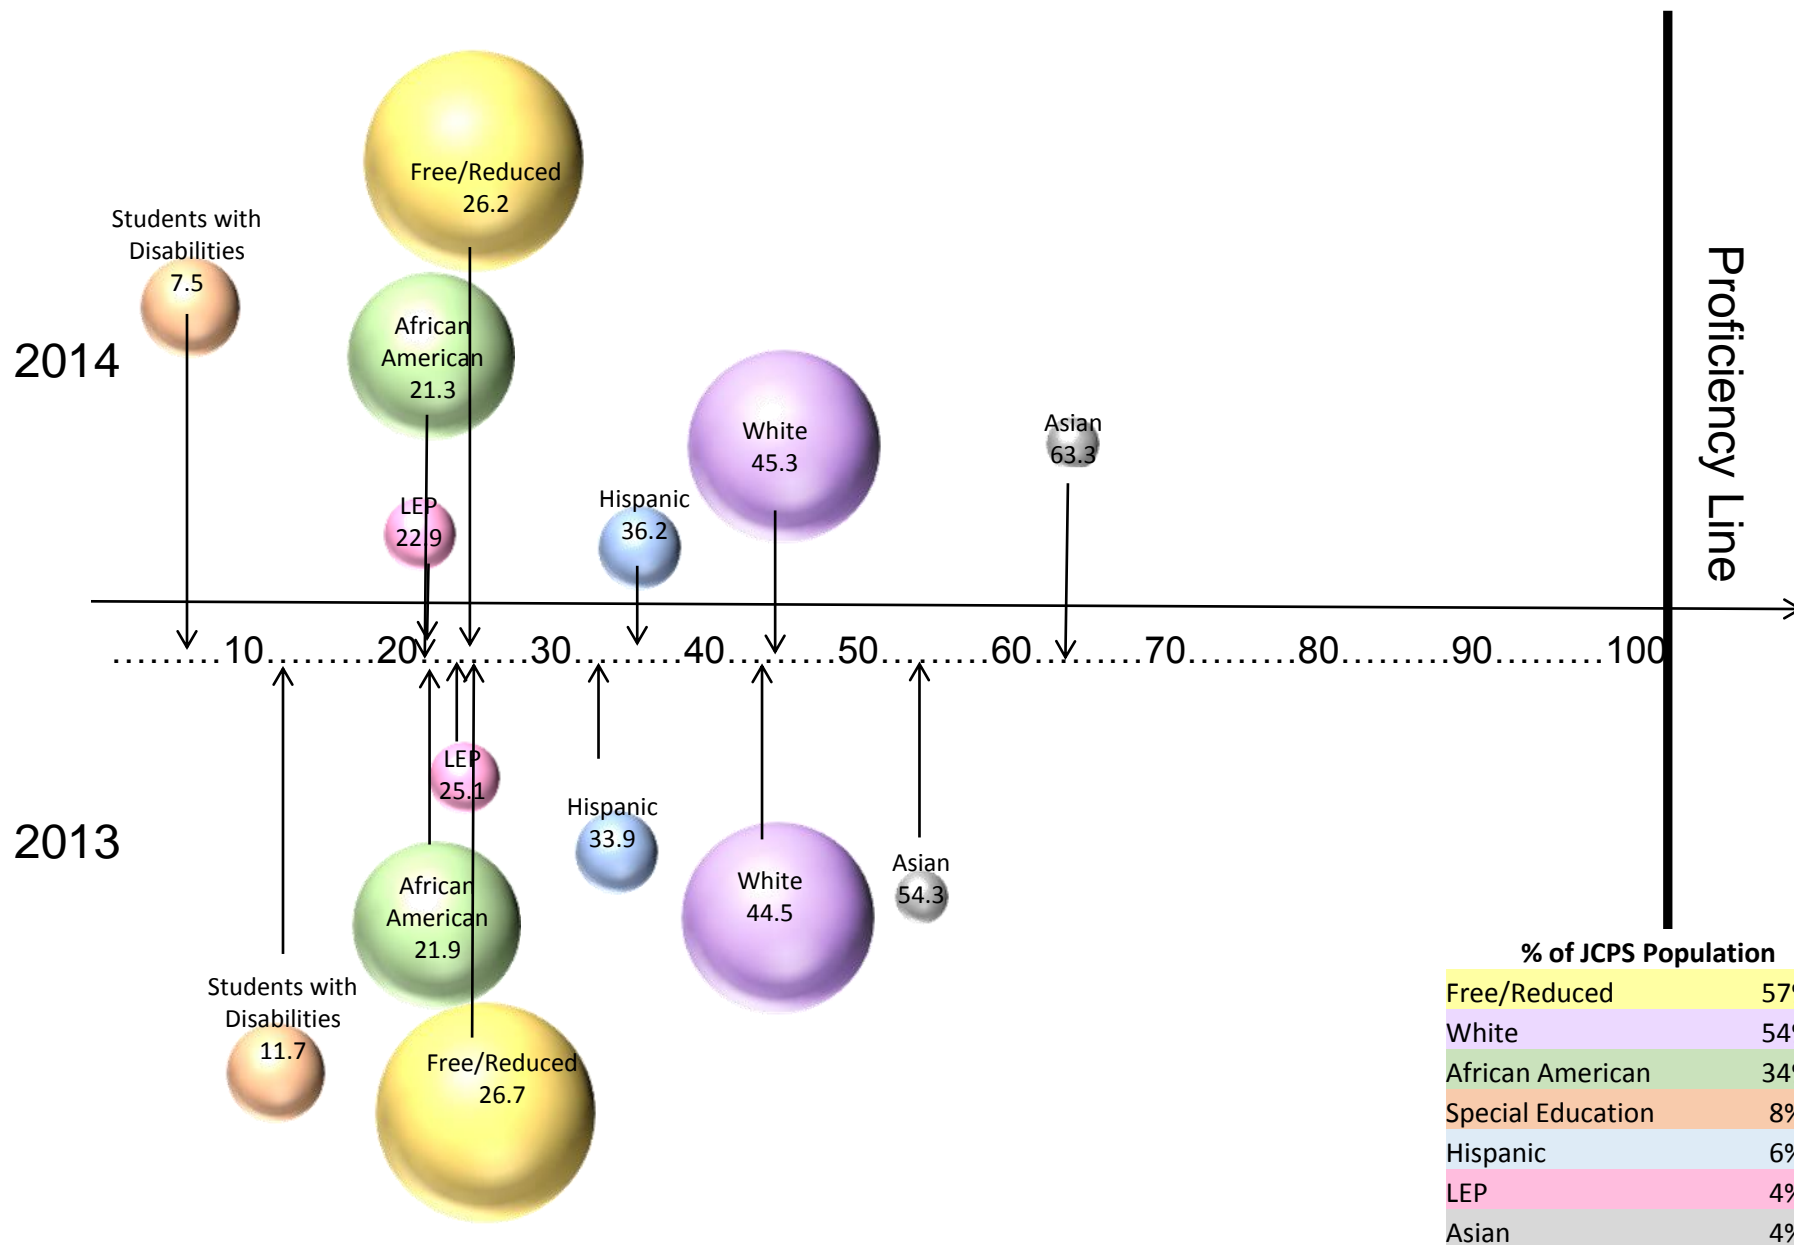 Free/Reduced
26.2
Students with
Disabilities
7.5
African
American
21.3
2014
White
45.3
Asian
63.3
LEP
22.9
Hispanic
36.2
Proficiency Line
.........10.........20.........30.........40.........50.........60.........70.........80.........90.........100
LEP
25.1
2013
Hispanic
33.9
African
American
21.9
White
44.5
Asian
54.3
Students with
Disabilities
11.7
Free/Reduced
26.7
% of JCPS Population
Free/Reduced 57%
White 54%
African American 34%
Special Education 8%
Hispanic 6%
LEP 4%
Asian 4%